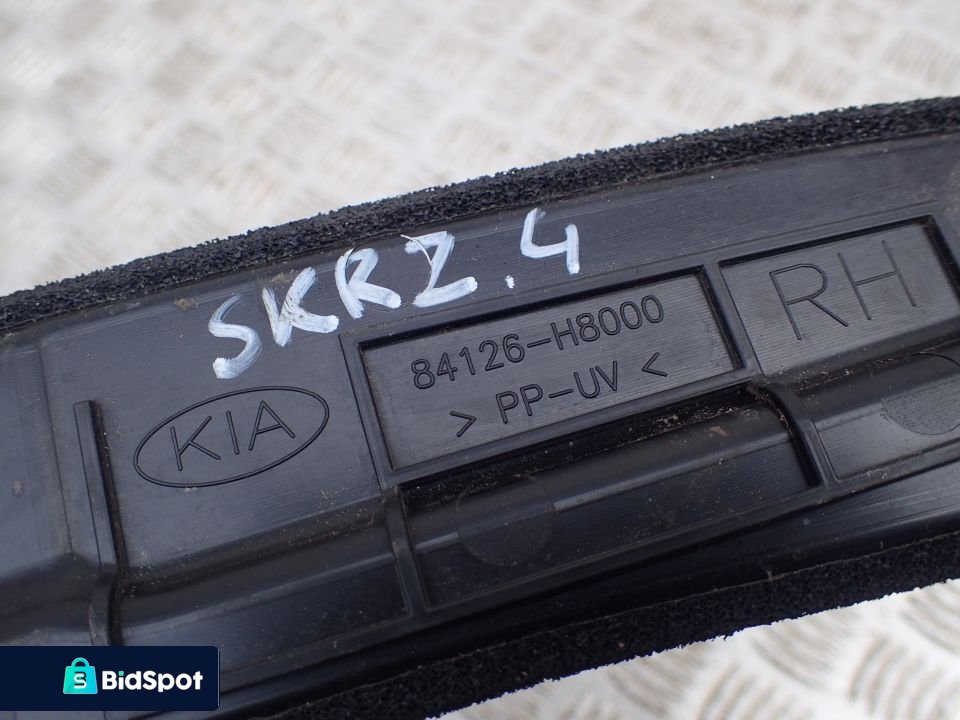 SKRZ.4
84126-H8000
RH
> PP-UV <
KIA
BidSpot